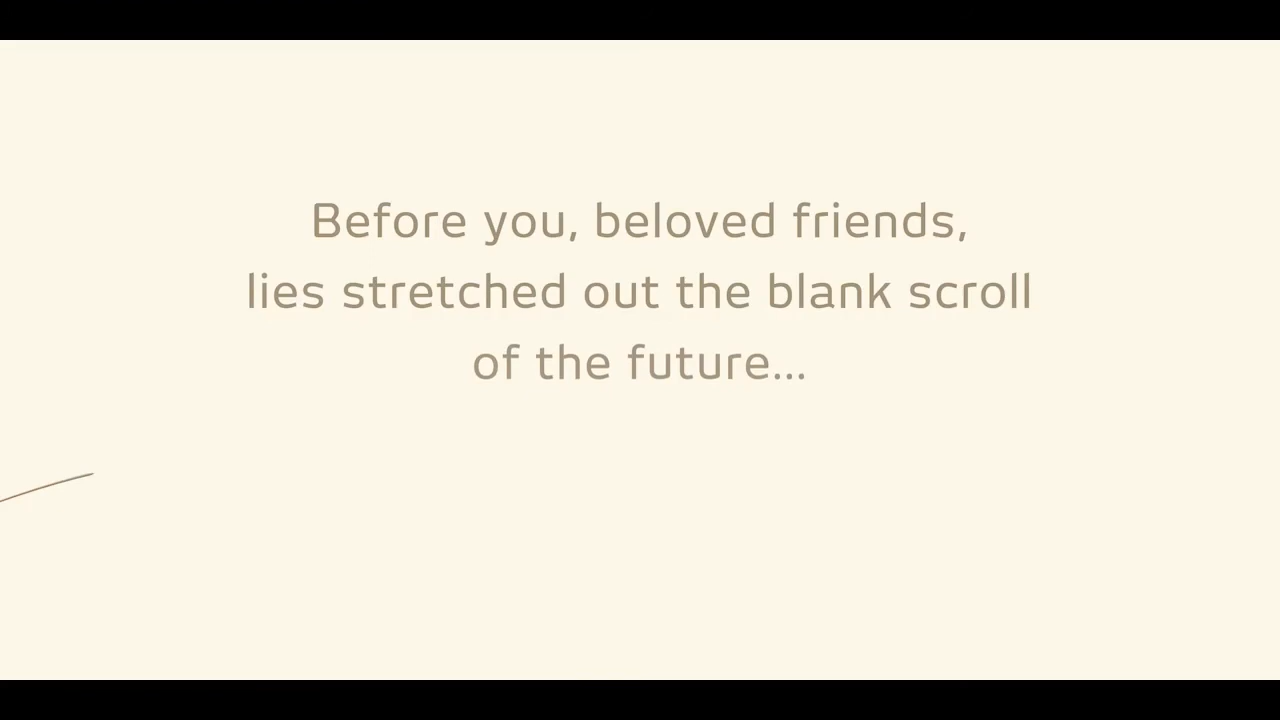 Before you, beloved friends,
lies stretched out the blank scroll
of the future...